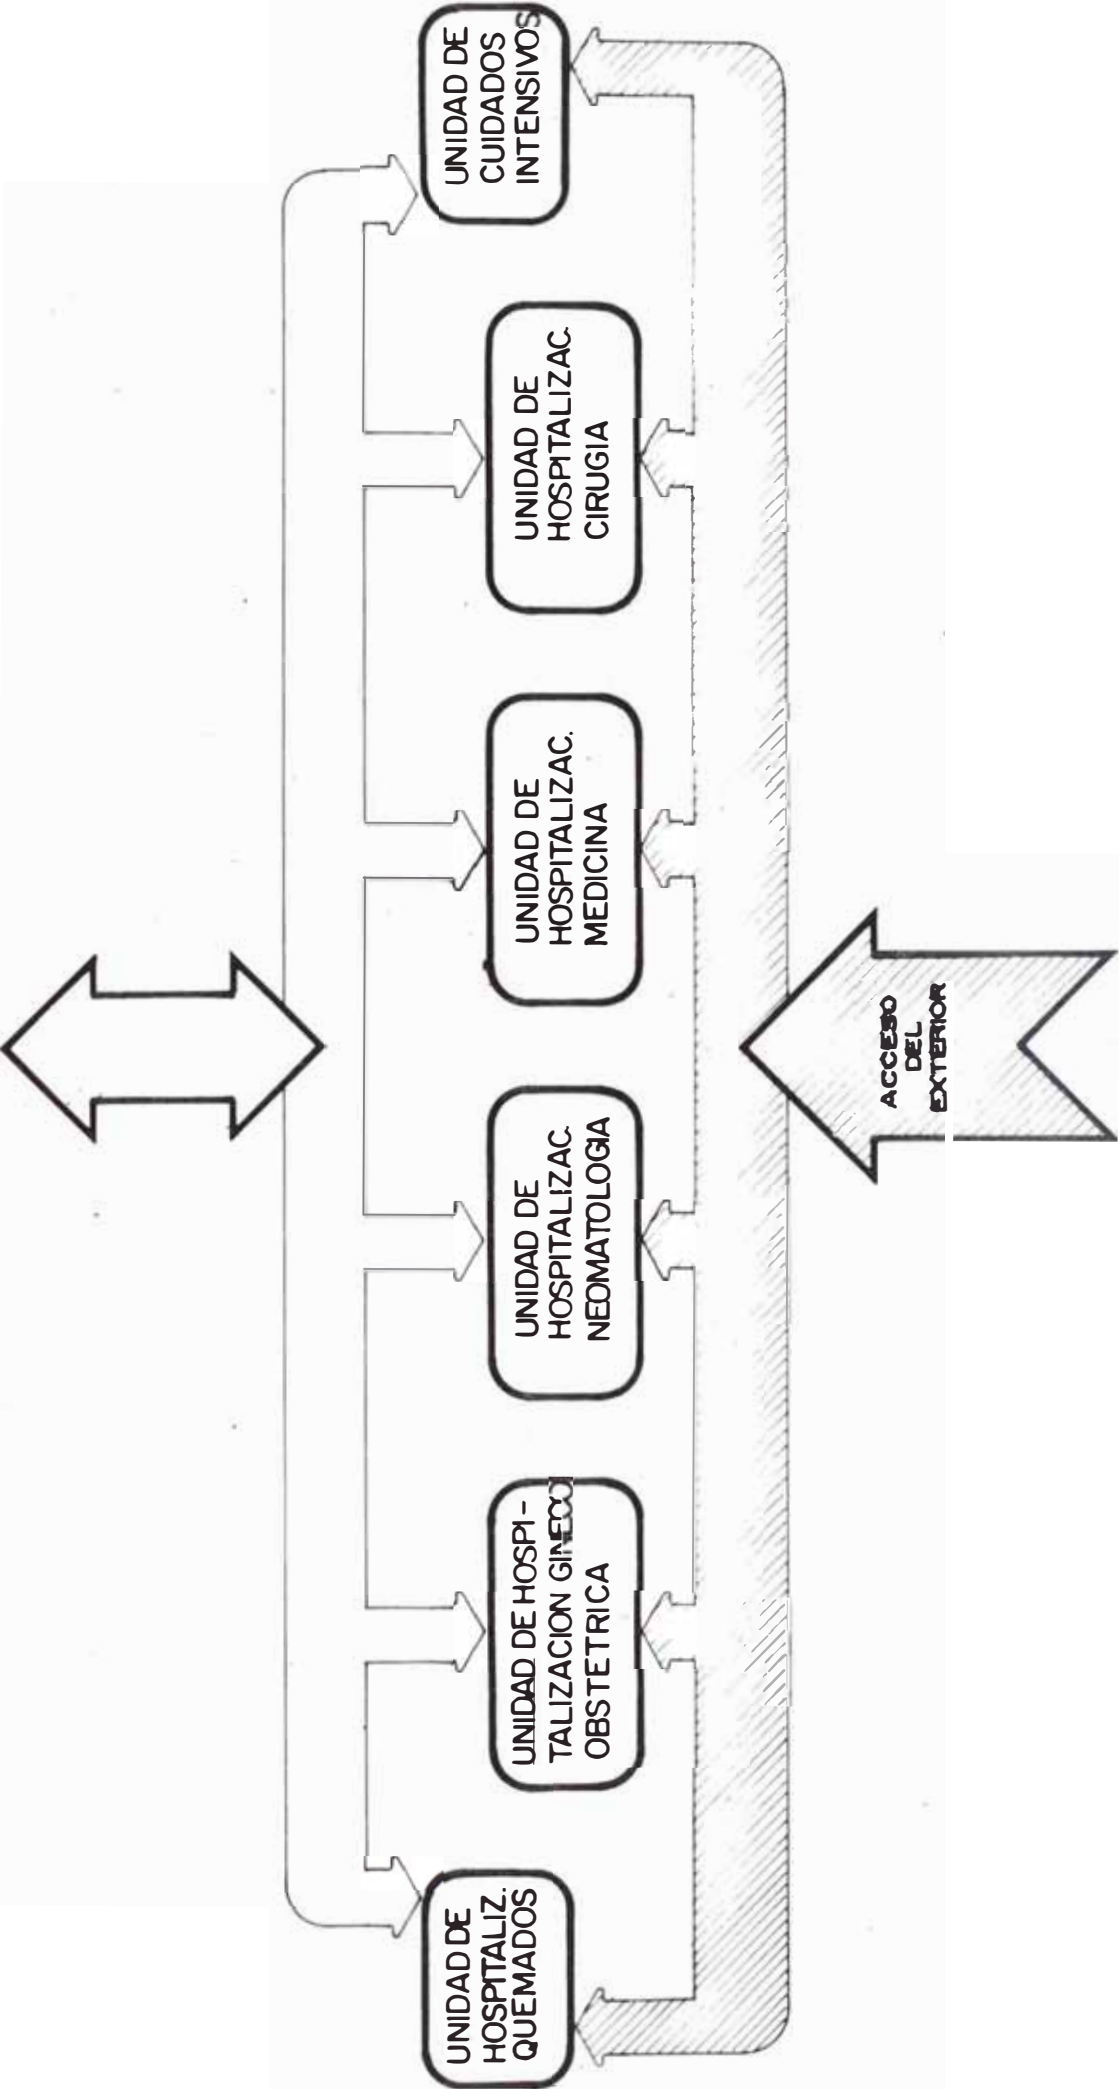 UNIDAD DE
HOSPITALIZ.
QUEMADOS
UNIDAD DE HOSPI-
TALIZACION GINECO
OBSTETRICA
UNIDAD DE
HOSPITALIZAC.
NEOMATOLOGIA
UNIDAD DE
HOSPITALIZAC.
MEDICINA
UNIDAD DE
HOSPITALIZAC.
CIRUGIA
UNIDAD DE
CUIDADOS
INTENSIVOS
ACCESO
DEL
EXTERIOR